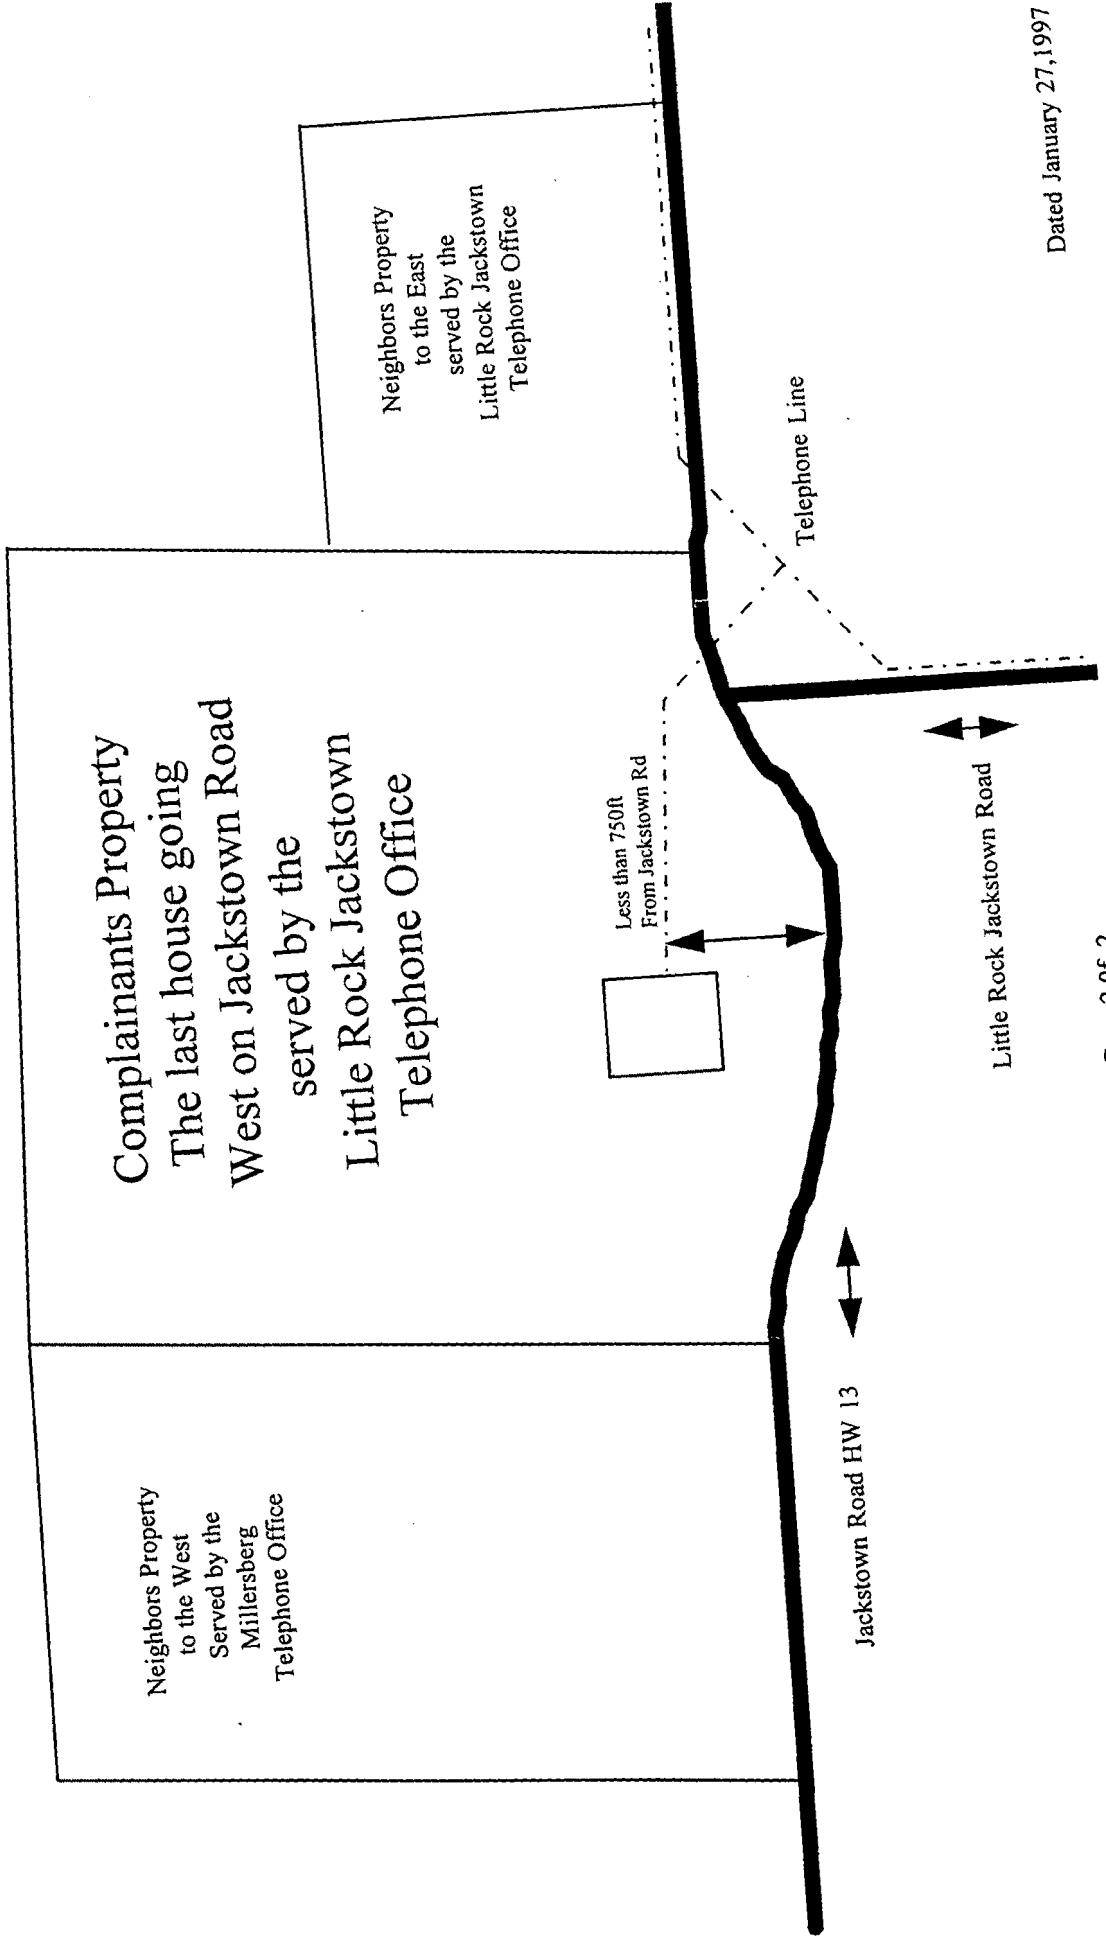 Neighbors Property
to the West
Served by the
Millersberg
Telephone Office
Complainants Property
The last house going
West on Jackstown Road
served by the
Little Rock Jackstown
Telephone Office
Neighbors Property
to the East
served by the
Little Rock Jackstown
Telephone Office
Less than 750ft
From Jackstown Rd
Telephone Line
Jackstown Road HW 13
Little Rock Jackstown Road
Dated January 27,1997